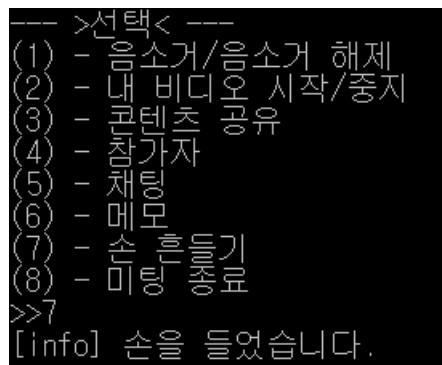 --- >선택< ---
(1) - 음소거/음소거 해제
(2) - 내 비디오 시작/중지
(3) - 콘텐츠 공유
(4) - 참가자
(5) - 채팅
(6) - 메모
(7) - 손 흔들기
(8) - 미팅 종료
>>7
[info] 손을 들었습니다.